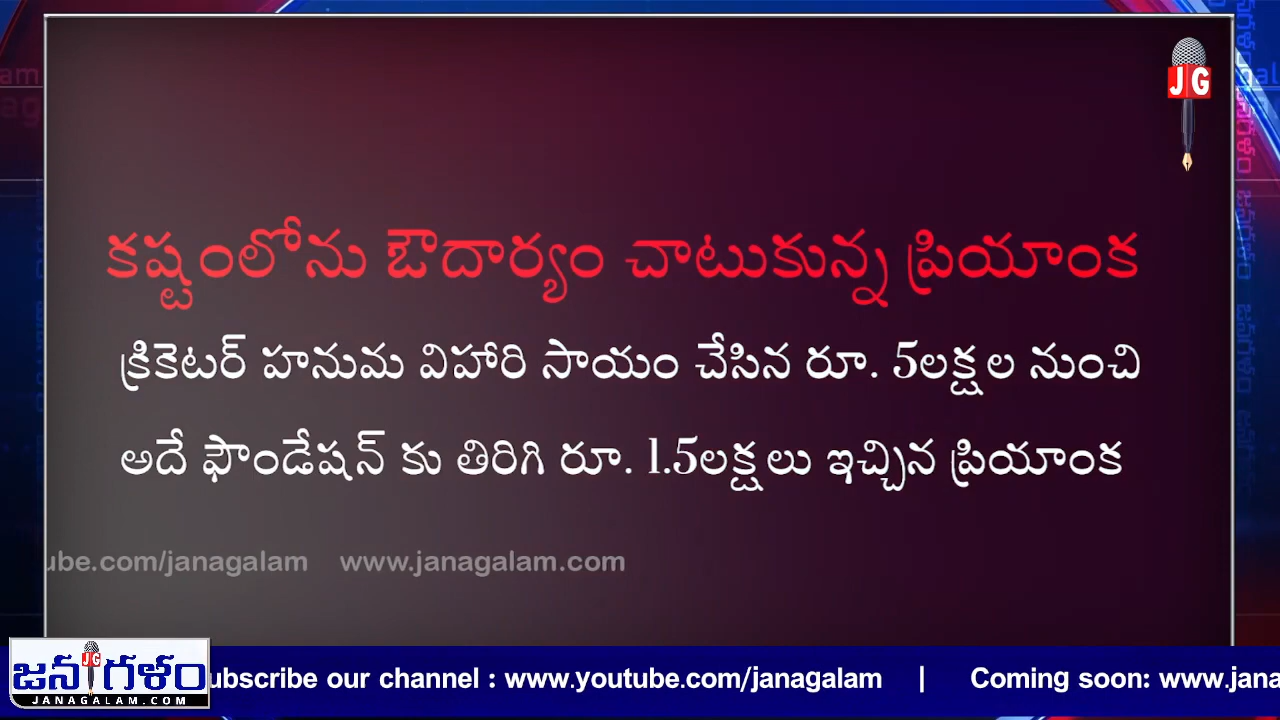 JG
కష్టంలోను ఔదార్యం చాటుకున్న ప్రియాంక
క్రికెటర్ హనుమ విహారి సాయం చేసిన రూ. 5లక్షల నుంచి
అదే ఫౌండేషన్ కు తిరిగి రూ. 1.5లక్షలు ఇచ్చిన ప్రియాంక
ube.com/janagalam www.janagalam.com
జనగళం
JG
JANAGALAM.COM
ubscribe our channel : www.youtube.com/janagalam | Coming soon: www.jana